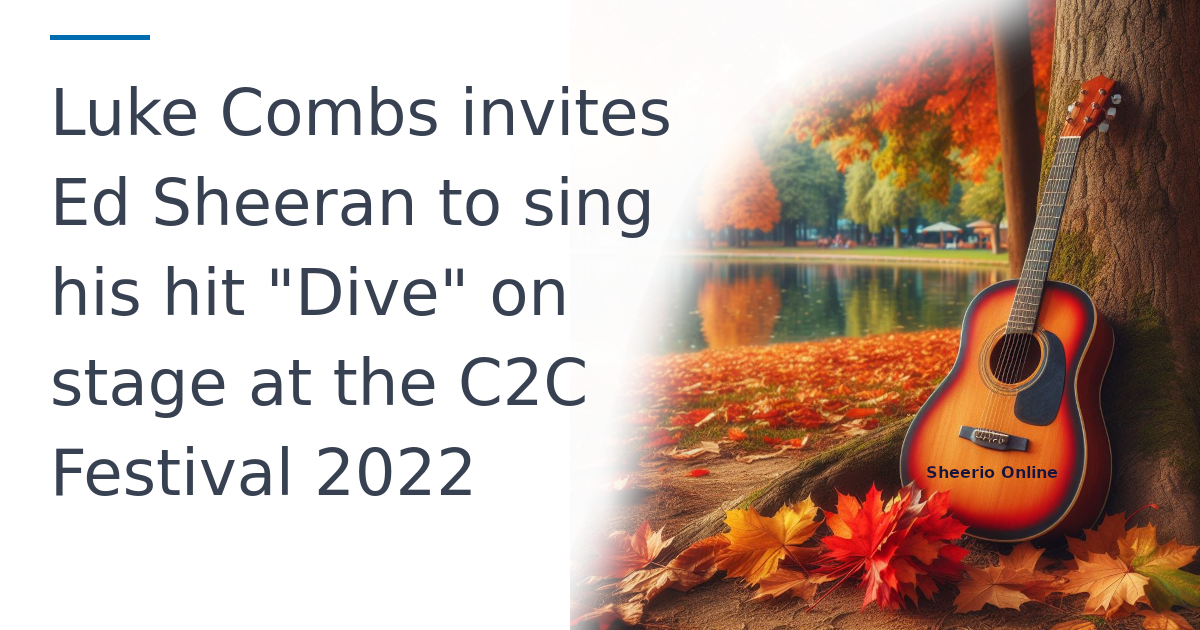 Luke Combs invites
Ed Sheeran to sing
his hit "Dive" on
stage at the C2C
Festival 2022
Sheerio Online